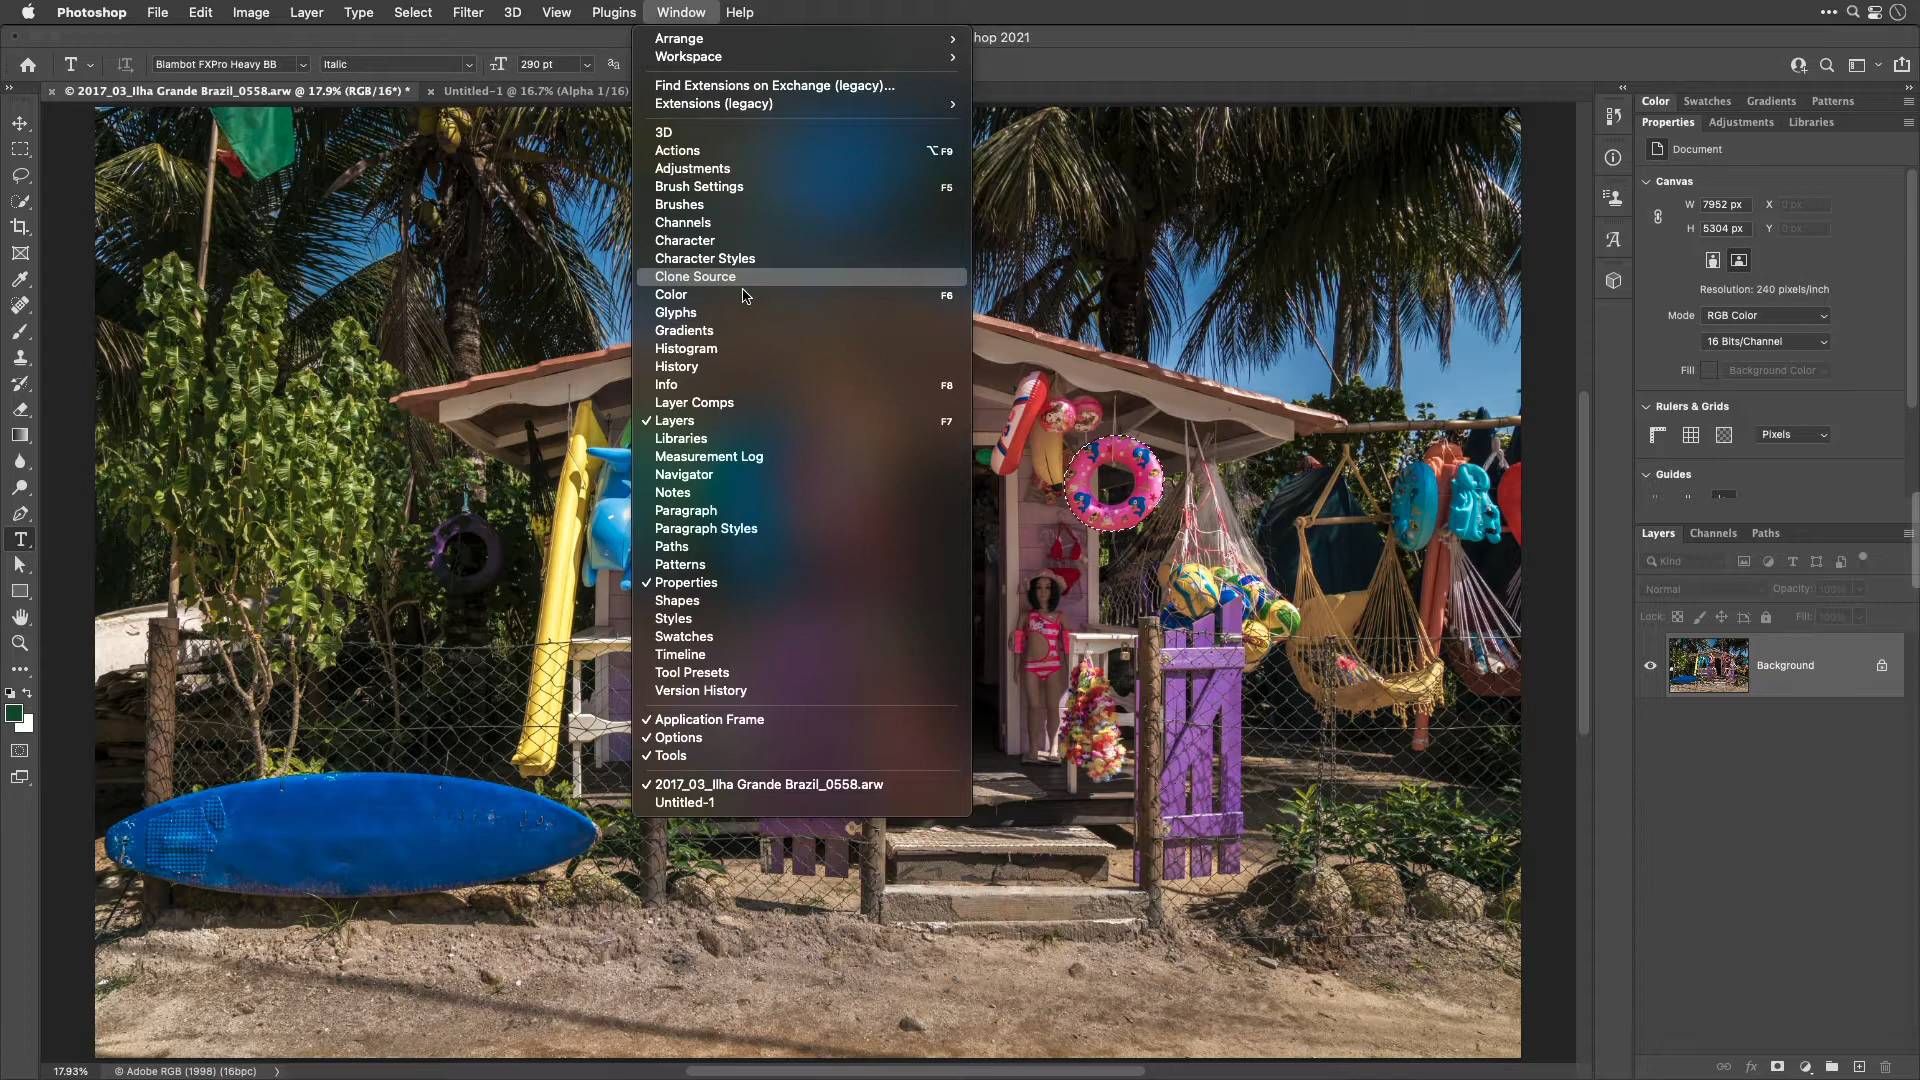 Photoshop File Edit Image Layer Type Select Filter 3D View Plugins Window Help
hop 2021
Blambot FXPro Heavy BB Italic 290 pt
© 2017_03_Ilha Grande Brazil_0558.arw @ 17.9% (RGB/16*) * Untitled-1 @ 16.7% (Alpha 1/16)
Arrange
Workspace
Find Extensions on Exchange (legacy)...
Extensions (legacy)
3D
Actions ⌥F9
Adjustments
Brush Settings F5
Brushes
Channels
Character
Character Styles
Clone Source
Color F6
Glyphs
Gradients
Histogram
History
Info F8
Layer Comps
Layers F7
Libraries
Measurement Log
Navigator
Notes
Paragraph
Paragraph Styles
Paths
Patterns
Properties
Shapes
Styles
Swatches
Timeline
Tool Presets
Version History
Application Frame
Options
Tools
2017_03_Ilha Grande Brazil_0558.arw
Untitled-1
Color Swatches Gradients Patterns
Properties Adjustments Libraries
Document
Canvas
W 7952 px X 0 px
H 5304 px Y 0 px
Resolution: 240 pixels/inch
Mode RGB Color
16 Bits/Channel
Fill Background Color
Rulers & Grids
Pixels
Guides
Layers Channels Paths
Kind
Normal Opacity: 100%
Lock: Fill: 100%
Background
17.93% © Adobe RGB (1998) (16bpc)